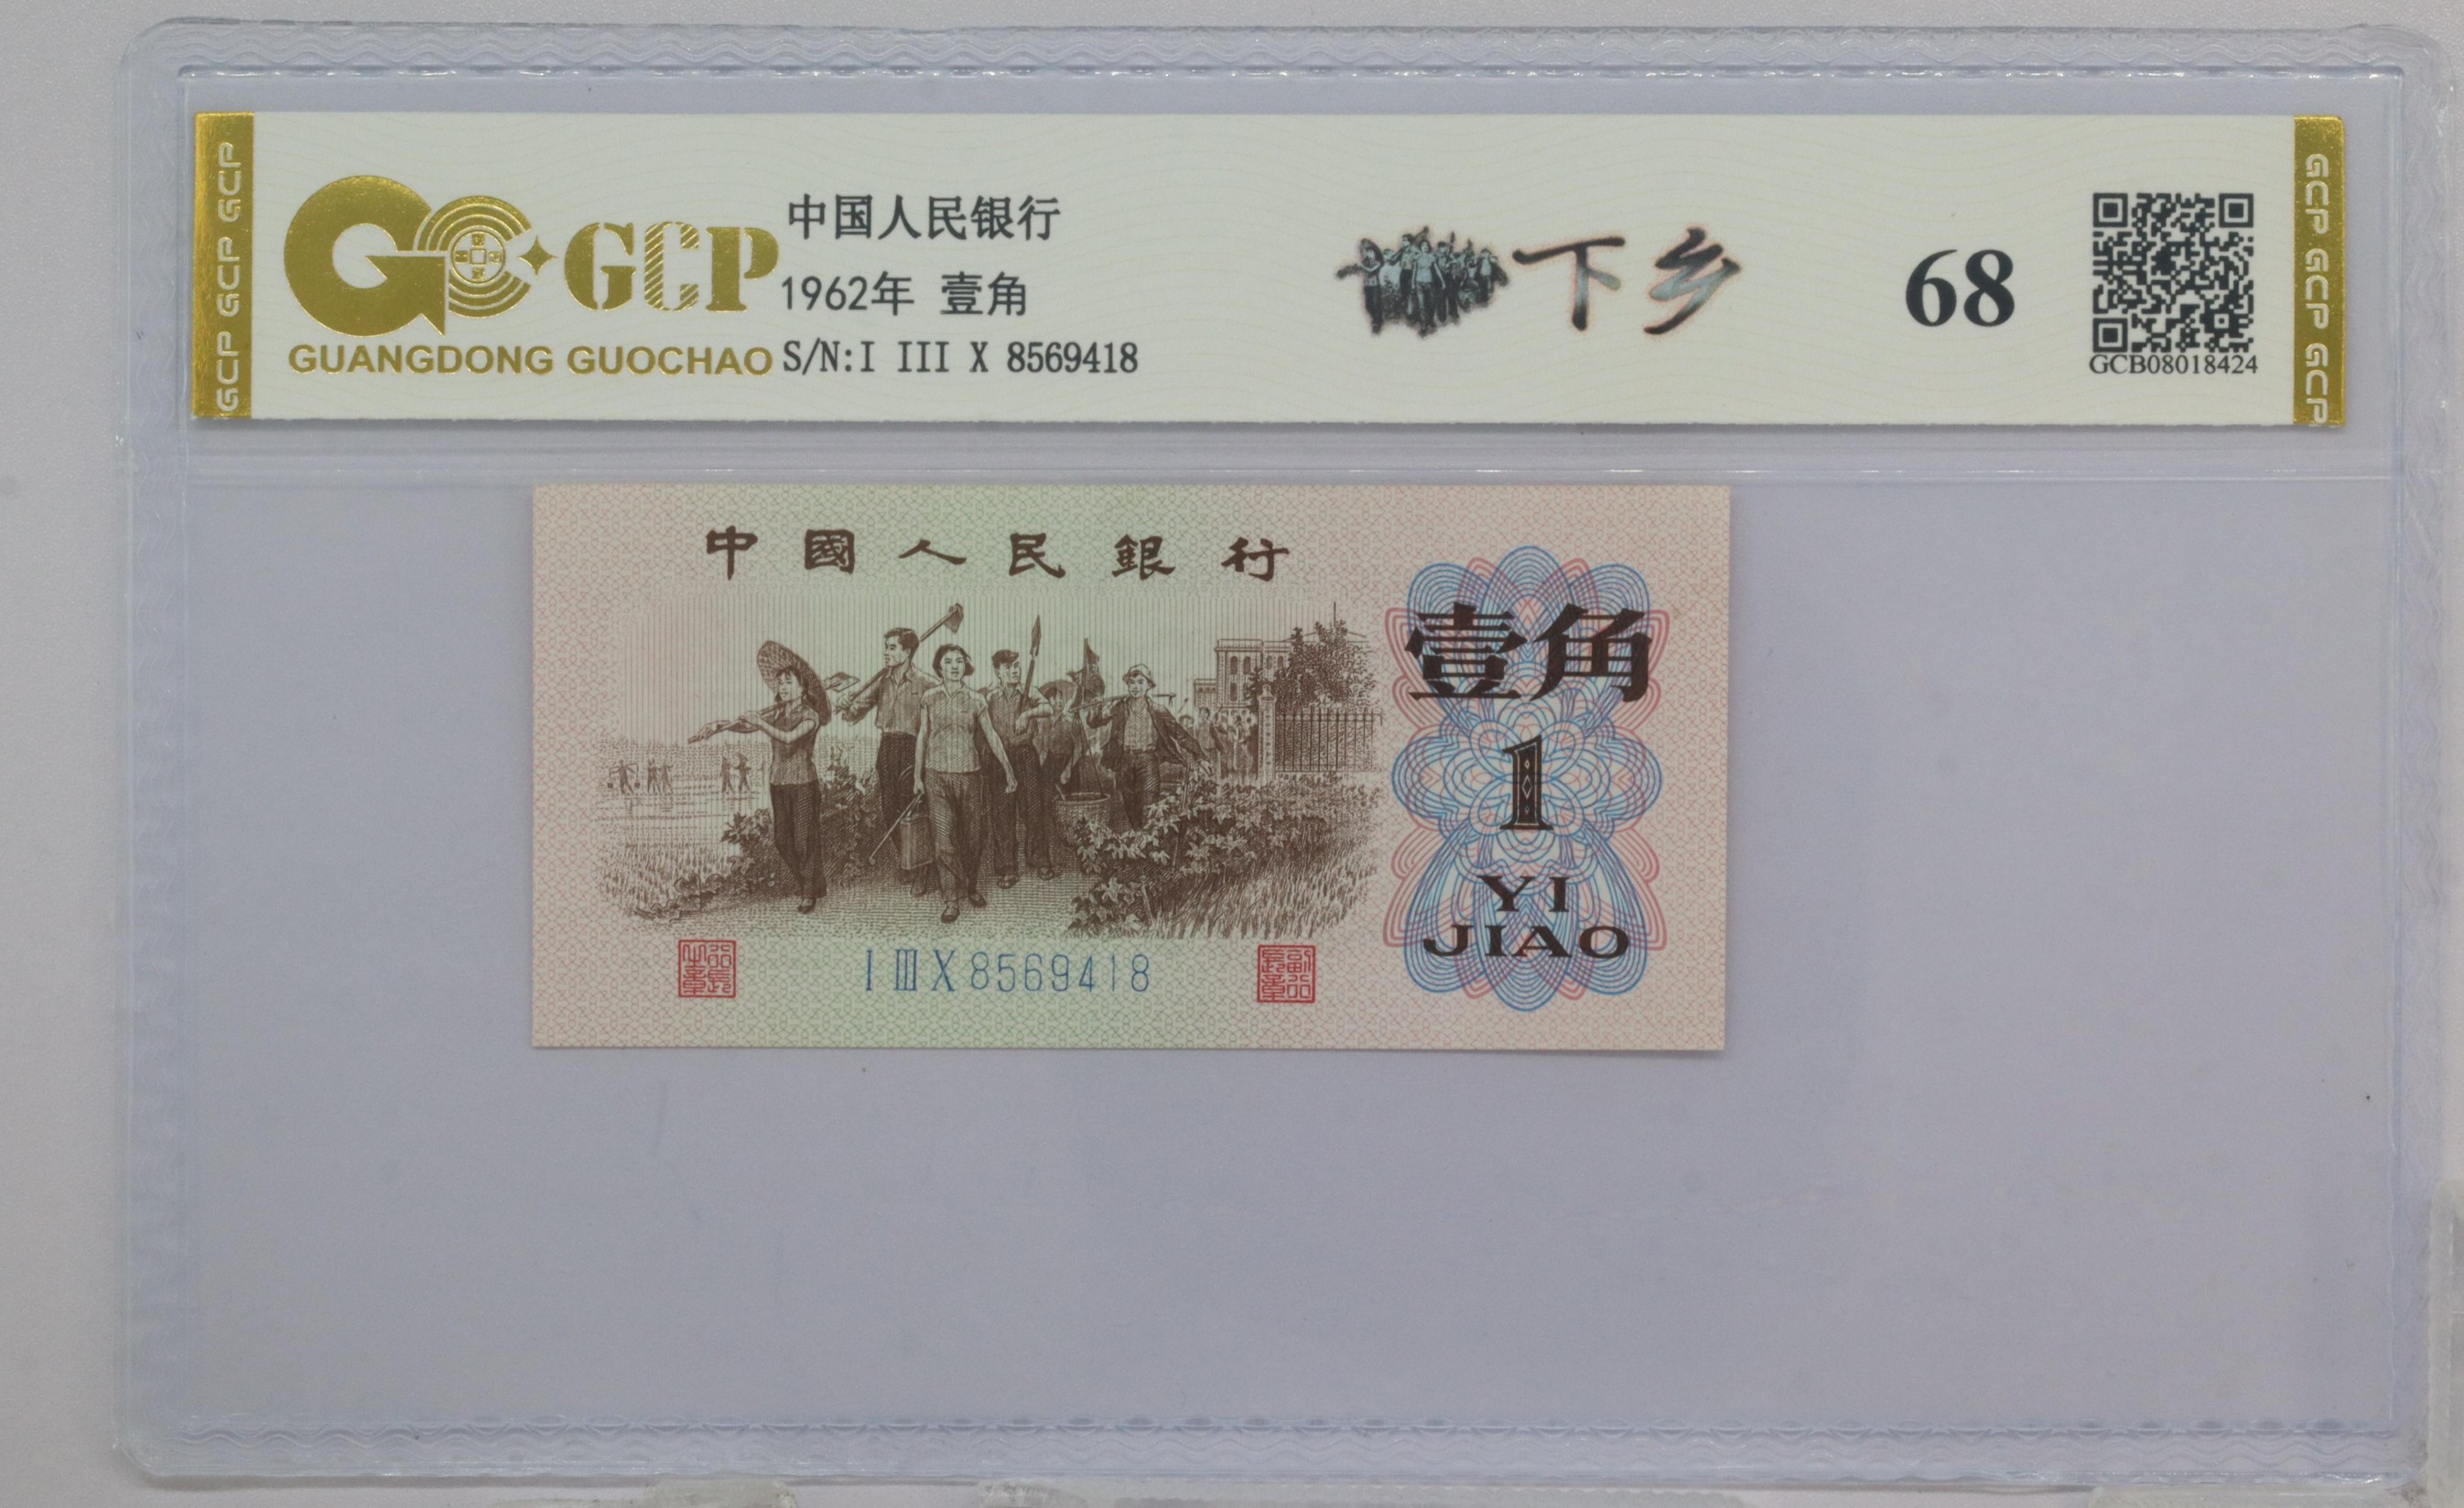 GCP GCP GCP
GCP
GUANGDONG GUOCHAO
中国人民银行
1962年 壹角
S/N:I III X 8569418
下乡
68
GCB08018424
GCP GCP GCP
中國人民銀行
壹角
1
YI
JIAO
I III X 8569418